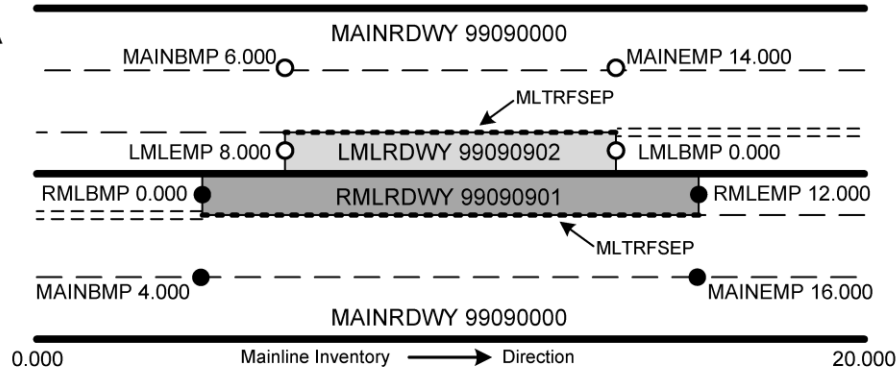 MAINRDWY 99090000
MAINBMP 6.000
MAINEMP 14.000
MLTRFSEP
LMLEMP 8.000
LMLRDWY 99090902
LMLBMP 0.000
RMLBMP 0.000
RMLRDWY 99090901
RMLEMP 12.000
MLTRFSEP
MAINBMP 4.000
MAINEMP 16.000
MAINRDWY 99090000
0.000
Mainline Inventory
Direction
20.000